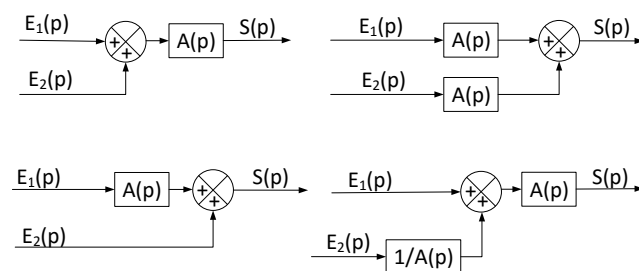 E₁(p) + + A(p) S(p)
E₂(p)
E₁(p) A(p) + + S(p)
E₂(p) A(p)
E₁(p) A(p) + + S(p)
E₂(p)
E₁(p) + + A(p) S(p)
E₂(p) 1/A(p)